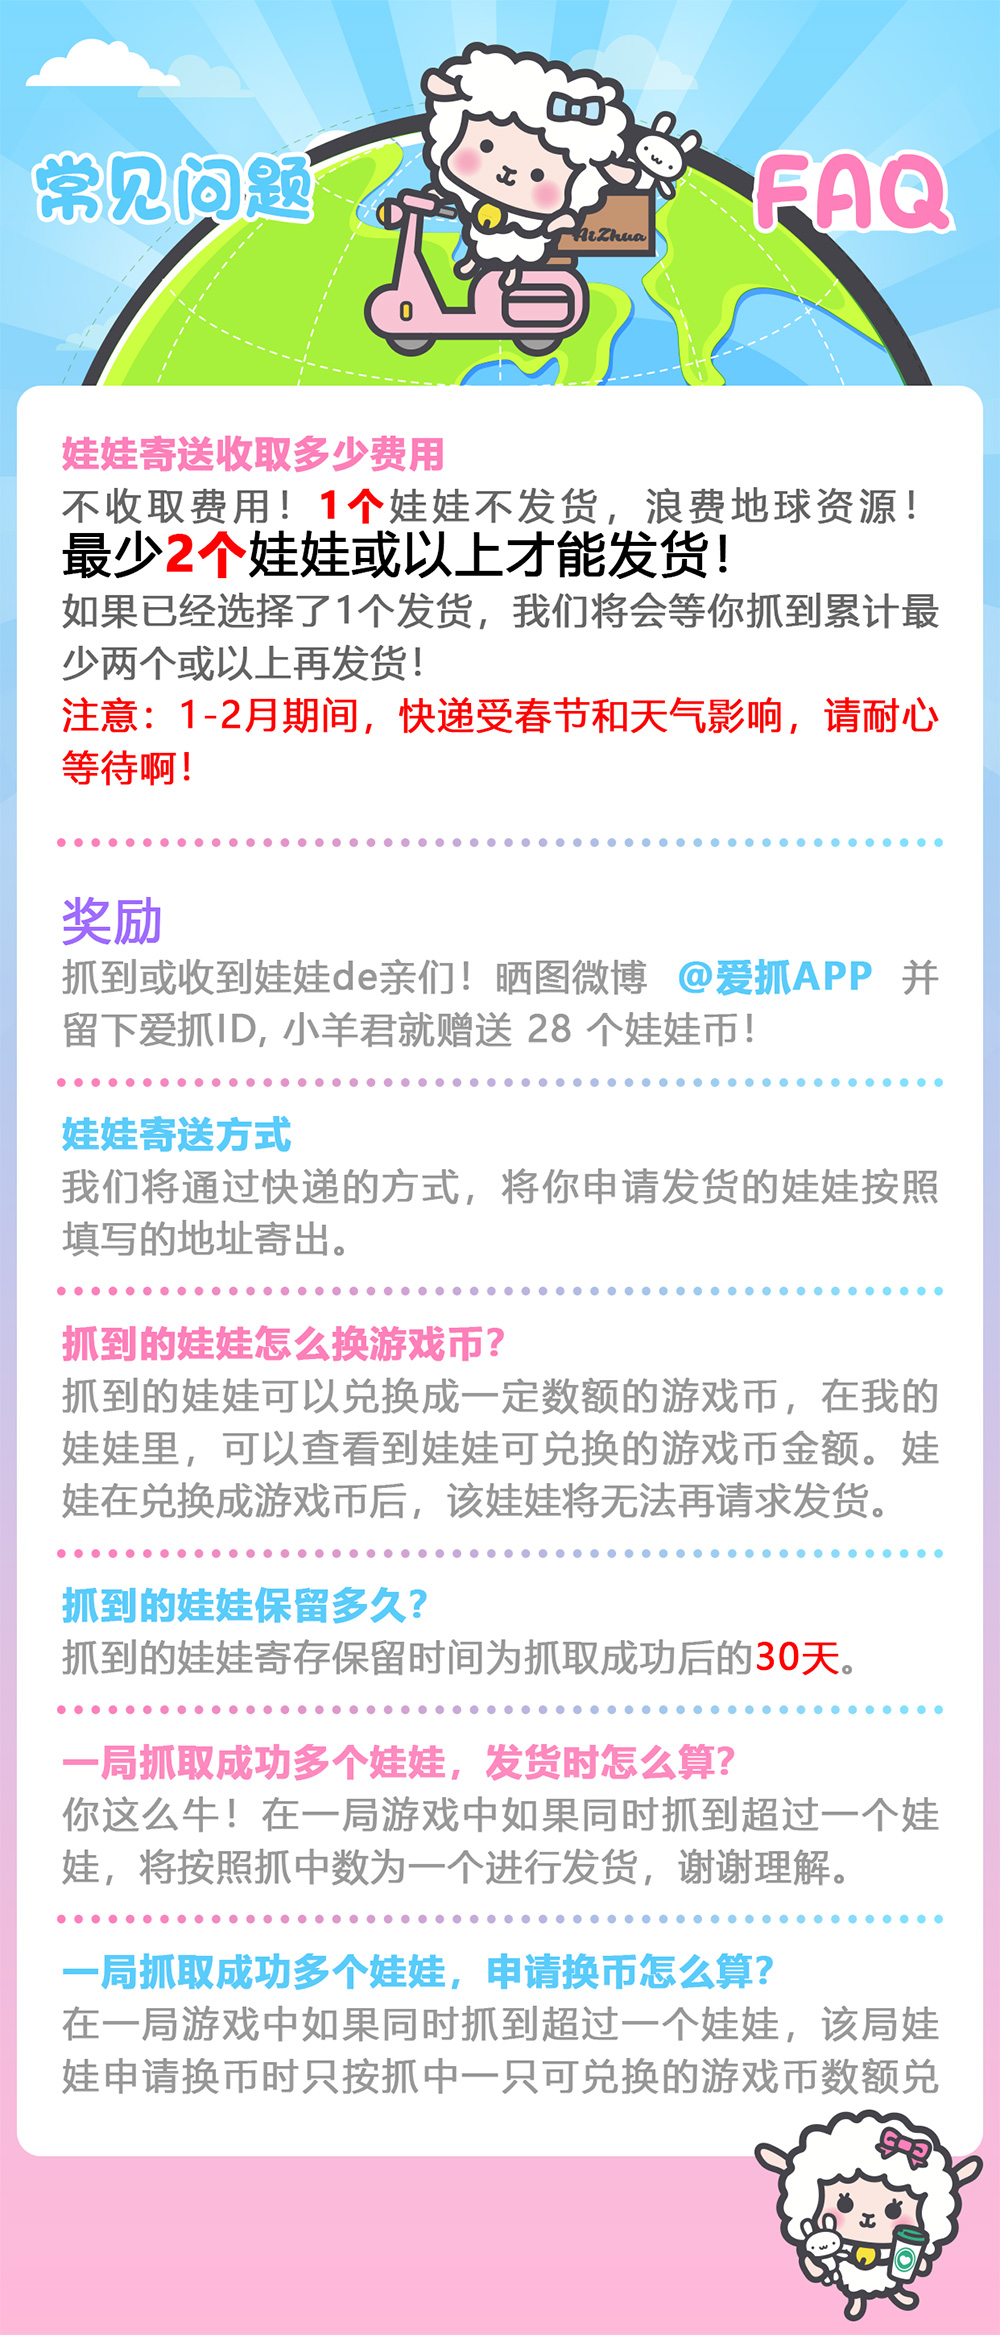 常见问题
FAQ
AiZhua
娃娃寄送收取多少费用
不收取费用！1个娃娃不发货，浪费地球资源！
最少2个娃娃或以上才能发货！
如果已经选择了1个发货，我们将会等你抓到累计最
少两个或以上再发货！
注意：1-2月期间，快递受春节和天气影响，请耐心
等待啊！
奖励
抓到或收到娃娃de亲们！晒图微博 @爱抓APP 并
留下爱抓ID, 小羊君就赠送 28 个娃娃币！
娃娃寄送方式
我们将通过快递的方式，将你申请发货的娃娃按照
填写的地址寄出。
抓到的娃娃怎么换游戏币？
抓到的娃娃可以兑换成一定数额的游戏币，在我的
娃娃里，可以查看到娃娃可兑换的游戏币金额。娃
娃在兑换成游戏币后，该娃娃将无法再请求发货。
抓到的娃娃保留多久？
抓到的娃娃寄存保留时间为抓取成功后的30天。
一局抓取成功多个娃娃，发货时怎么算？
你这么牛！在一局游戏中如果同时抓到超过一个娃
娃，将按照抓中数为一个进行发货，谢谢理解。
一局抓取成功多个娃娃，申请换币怎么算？
在一局游戏中如果同时抓到超过一个娃娃，该局娃
娃申请换币时只按抓中一只可兑换的游戏币数额兑